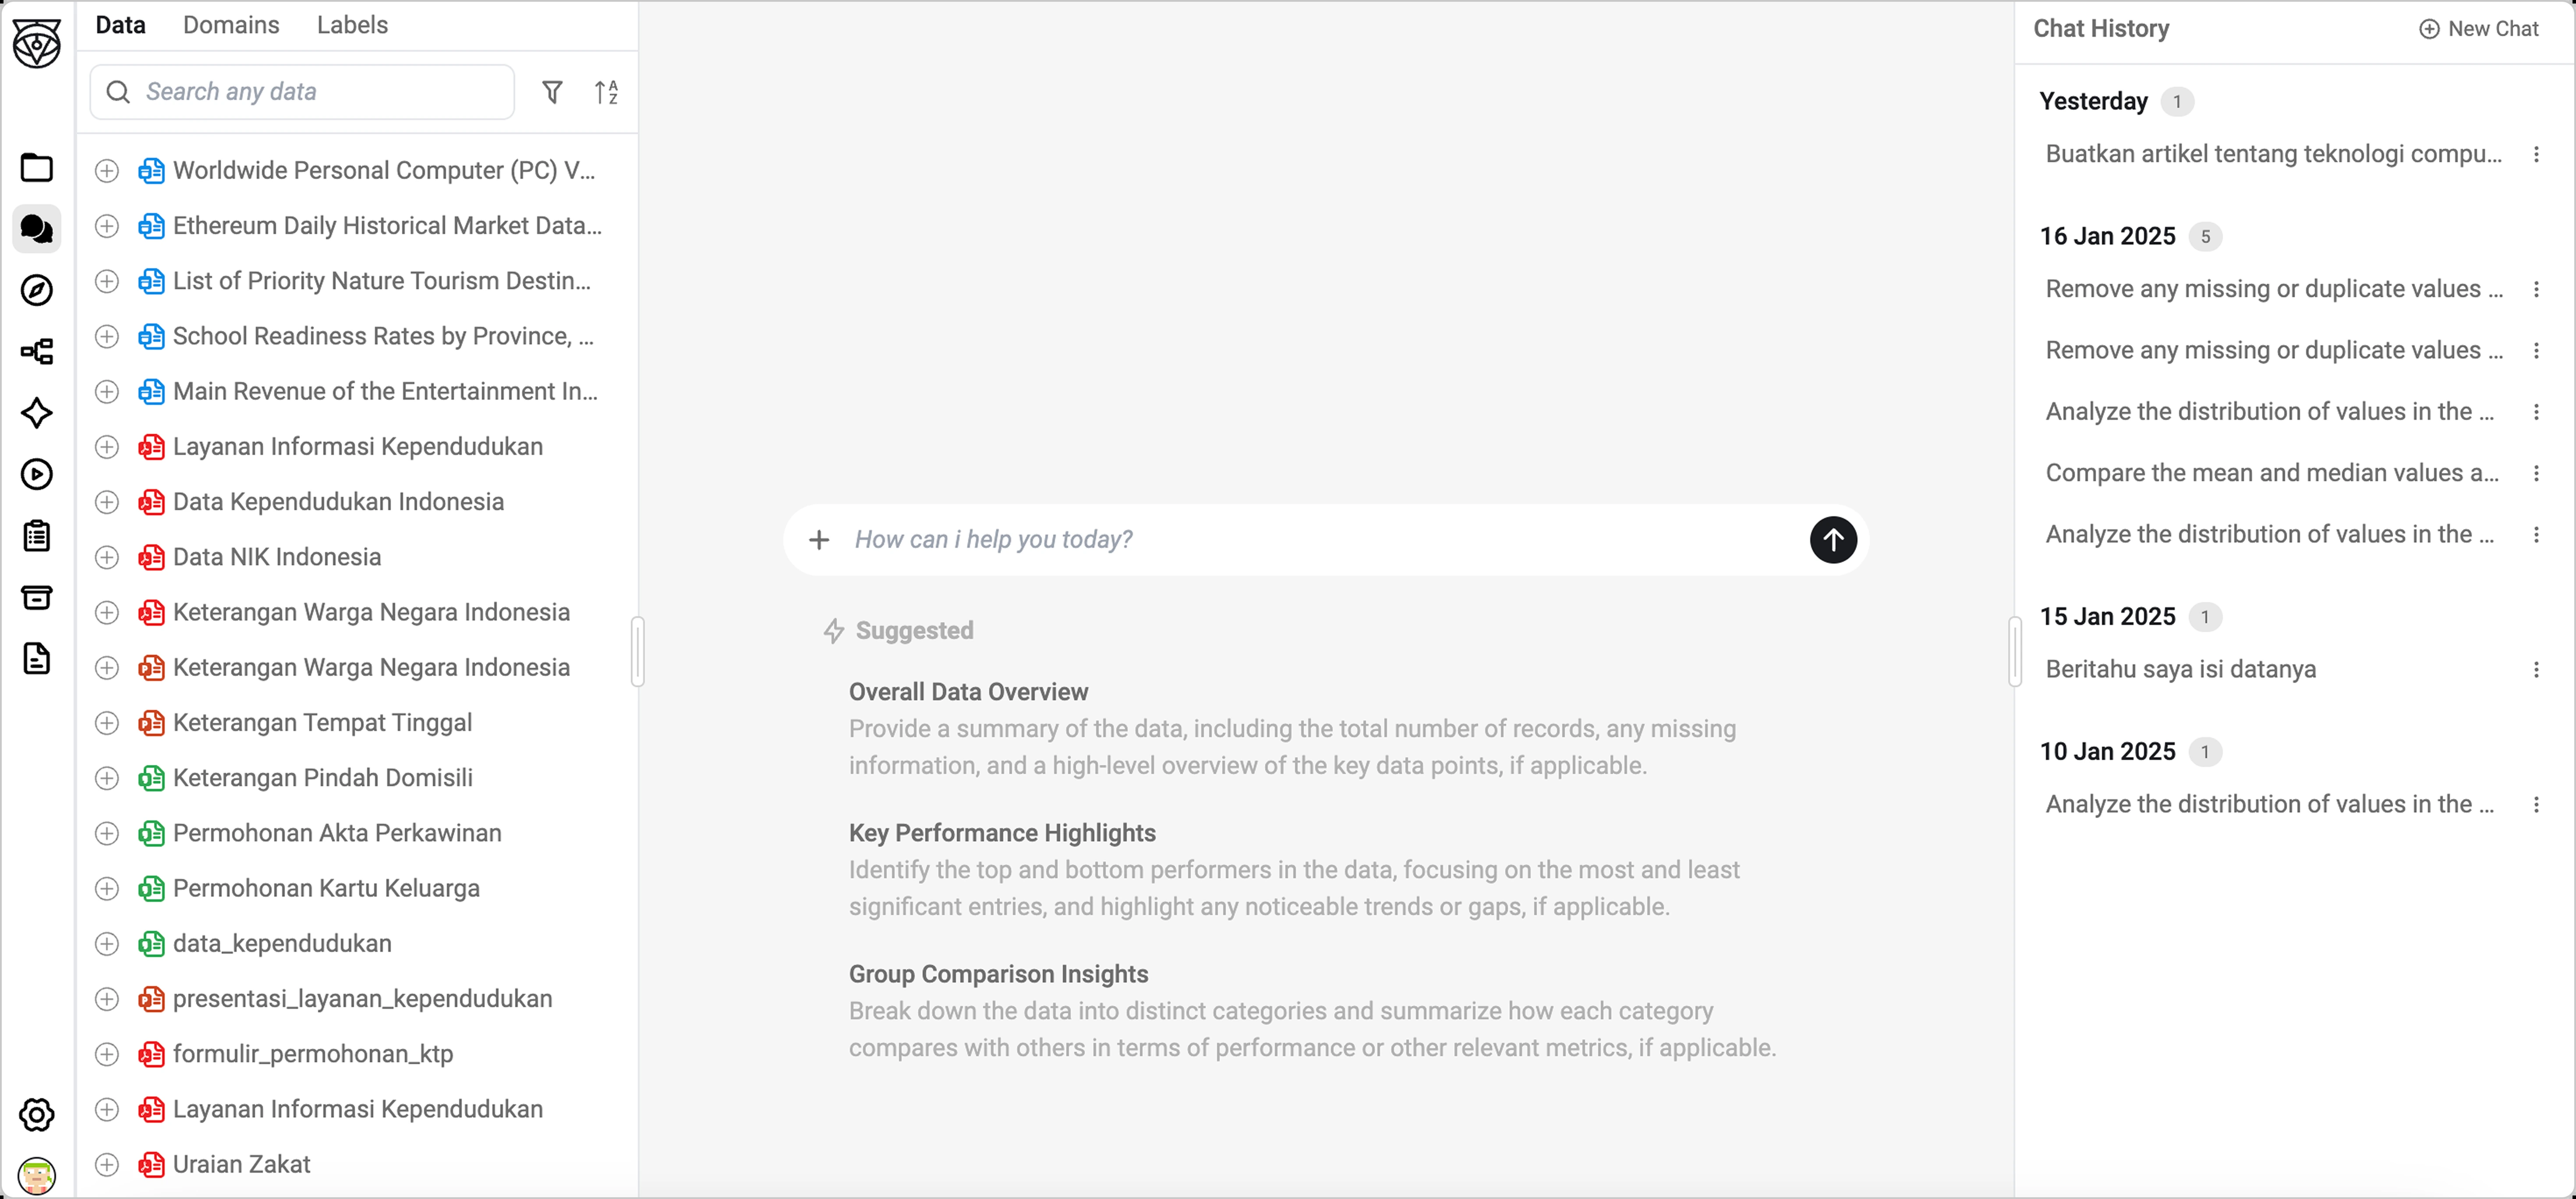 Data Domains Labels
Search any data
Worldwide Personal Computer (PC) V...
Ethereum Daily Historical Market Data...
List of Priority Nature Tourism Destin...
School Readiness Rates by Province, ...
Main Revenue of the Entertainment In...
Layanan Informasi Kependudukan
Data Kependudukan Indonesia
Data NIK Indonesia
Keterangan Warga Negara Indonesia
Keterangan Warga Negara Indonesia
Keterangan Tempat Tinggal
Keterangan Pindah Domisili
Permohonan Akta Perkawinan
Permohonan Kartu Keluarga
data_kependudukan
presentasi_layanan_kependudukan
formulir_permohonan_ktp
Layanan Informasi Kependudukan
Uraian Zakat
How can i help you today?
Suggested
Overall Data Overview
Provide a summary of the data, including the total number of records, any missing
information, and a high-level overview of the key data points, if applicable.
Key Performance Highlights
Identify the top and bottom performers in the data, focusing on the most and least
significant entries, and highlight any noticeable trends or gaps, if applicable.
Group Comparison Insights
Break down the data into distinct categories and summarize how each category
compares with others in terms of performance or other relevant metrics, if applicable.
Chat History New Chat
Yesterday 1
Buatkan artikel tentang teknologi compu...
16 Jan 2025 5
Remove any missing or duplicate values ...
Remove any missing or duplicate values ...
Analyze the distribution of values in the ...
Compare the mean and median values a...
Analyze the distribution of values in the ...
15 Jan 2025 1
Beritahu saya isi datanya
10 Jan 2025 1
Analyze the distribution of values in the ...